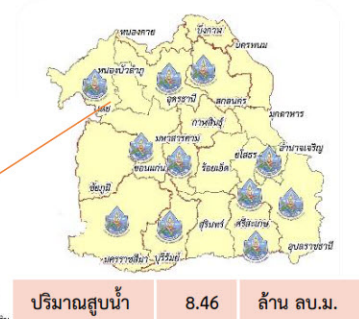 หนองคาย
บึงกาฬ
นครพนม
หนองบัวลำภู
อุดรธานี
สกลนคร
เลย
มุกดาหาร
กาฬสินธุ์
มหาสารคาม
ยโสธร
อำนาจเจริญ
ขอนแก่น
ร้อยเอ็ด
ชัยภูมิ
สุรินทร์
ศรีสะเกษ
นครราชสีมา
บุรีรัมย์
อุบลราชธานี
ปริมาณสูบน้ำ 8.46 ล้าน ลบ.ม.